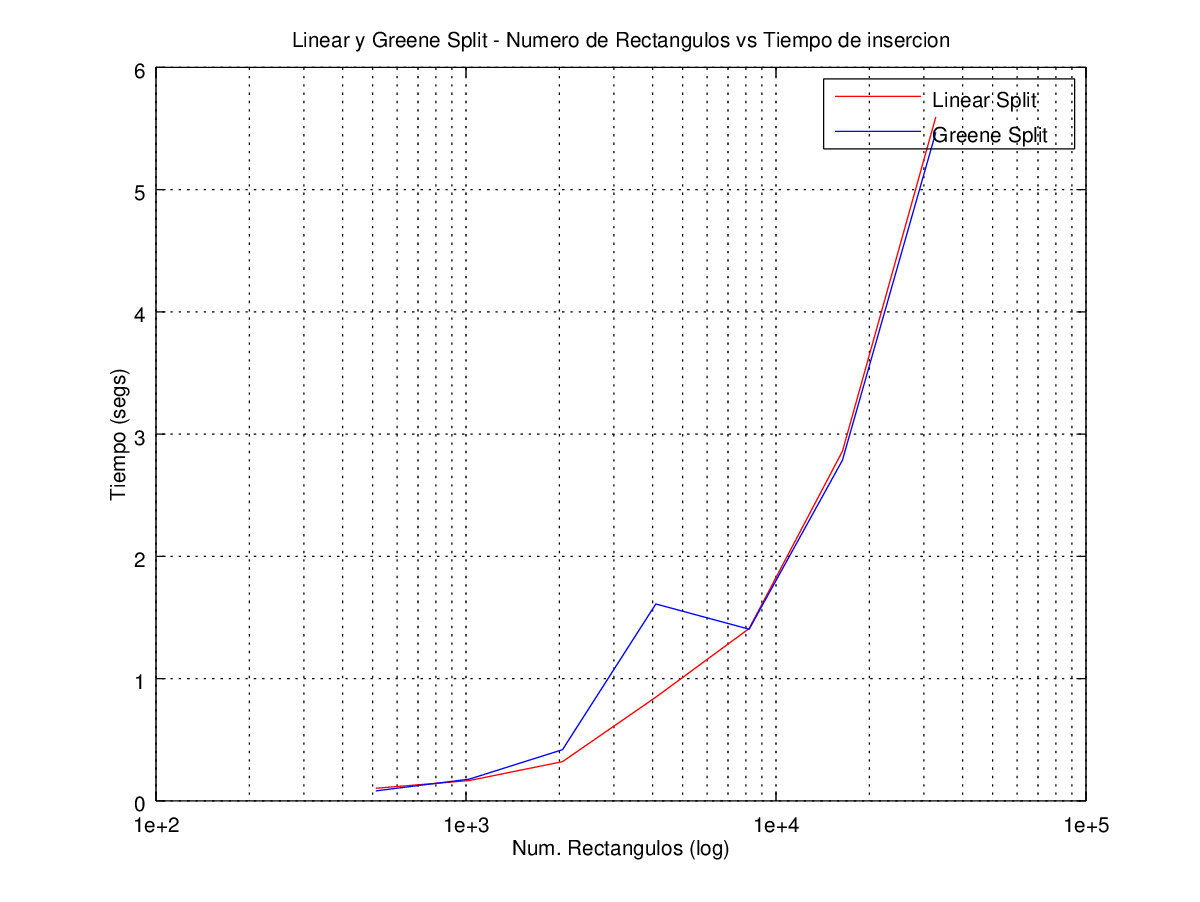 Linear y Greene Split - Numero de Rectangulos vs Tiempo de insercion
6
5
4
3
2
1
0
Tiempo (segs)
Linear Split
Greene Split
1e+2
1e+3
1e+4
1e+5
Num. Rectangulos (log)